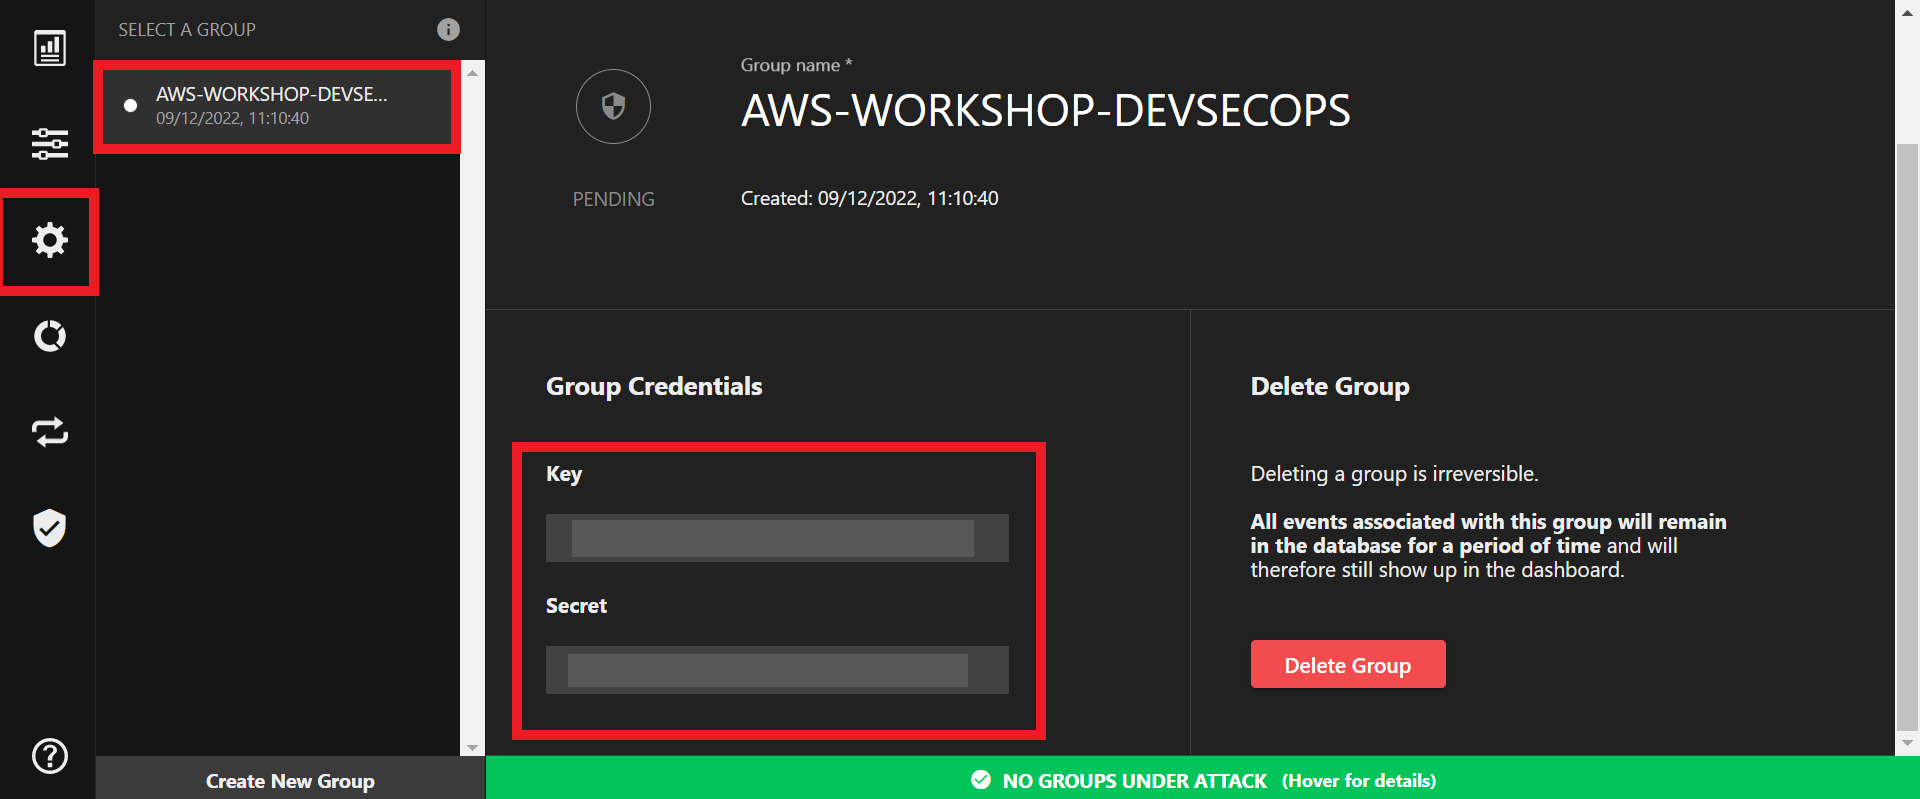 SELECT A GROUP
AWS-WORKSHOP-DEVSE...
09/12/2022, 11:10:40
Create New Group
Group name *
AWS-WORKSHOP-DEVSECOPS
PENDING
Created: 09/12/2022, 11:10:40
Group Credentials
Key
Secret
Delete Group
Deleting a group is irreversible.
All events associated with this group will remain
in the database for a period of time and will
therefore still show up in the dashboard.
Delete Group
NO GROUPS UNDER ATTACK (Hover for details)